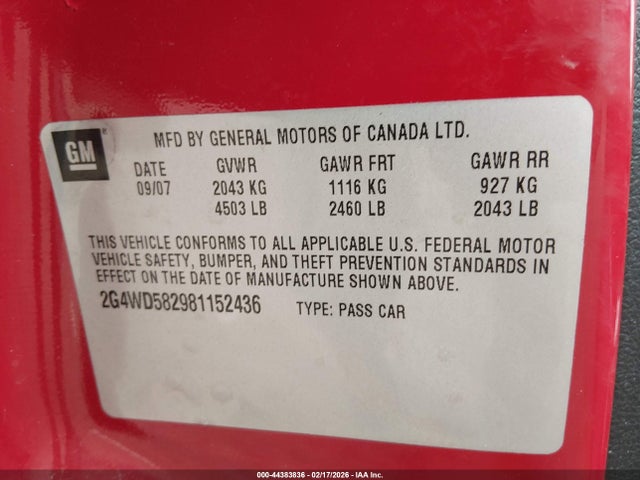 GM
MFD BY GENERAL MOTORS OF CANADA LTD.
DATE GVWR GAWR FRT GAWR RR
09/07 2043 KG 1116 KG 927 KG
4503 LB 2460 LB 2043 LB
THIS VEHICLE CONFORMS TO ALL APPLICABLE U.S. FEDERAL MOTOR
VEHICLE SAFETY, BUMPER, AND THEFT PREVENTION STANDARDS IN
EFFECT ON THE DATE OF MANUFACTURE SHOWN ABOVE.
2G4WD582981152436 TYPE: PASS CAR
000-44383836 - 02/17/2026 - IAA Inc.